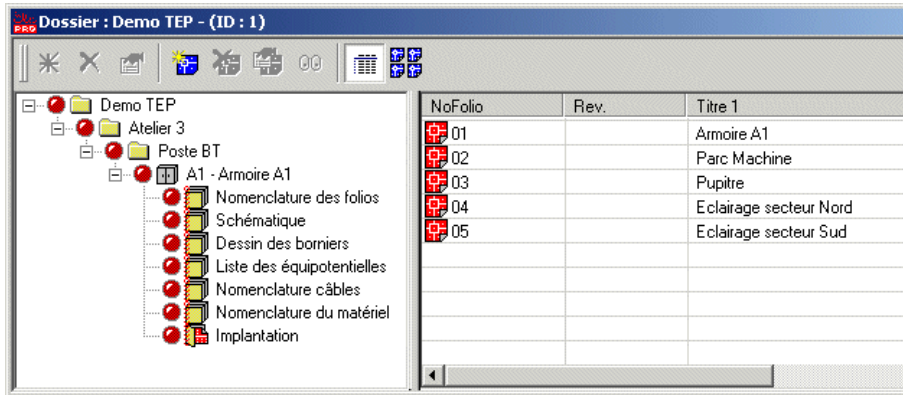 PRO Dossier : Demo TEP - (ID : 1)
Demo TEP
Atelier 3
Poste BT
A1 - Armoire A1
Nomenclature des folios
Schématique
Dessin des borniers
Liste des équipotentielles
Nomenclature câbles
Nomenclature du matériel
Implantation
NoFolio Rev. Titre 1
01 Armoire A1
02 Parc Machine
03 Pupitre
04 Eclairage secteur Nord
05 Eclairage secteur Sud